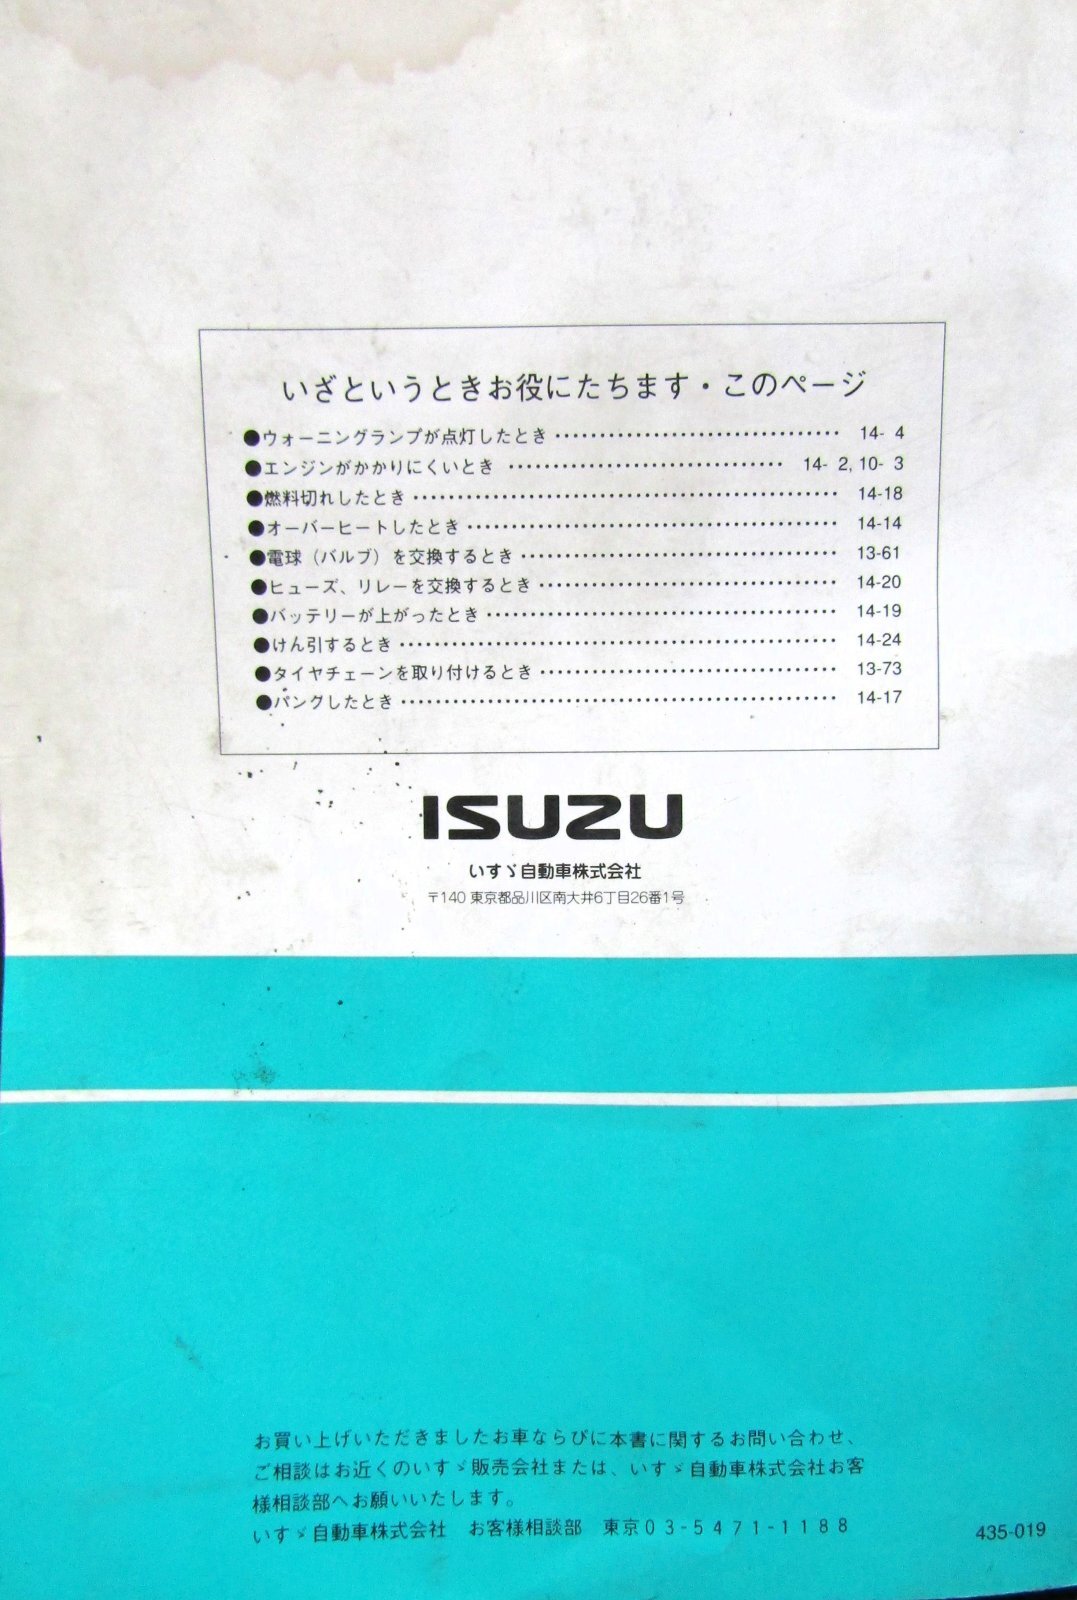 いざというときお役にたちます・このページ
●ウォーニングランプが点灯したとき ································ 14- 4
●エンジンがかかりにくいとき ······························· 14- 2, 10- 3
●燃料切れしたとき ················································ 14-18
●オーバーヒートしたとき ·········································· 14-14
●電球（バルブ）を交換するとき ···································· 13-61
●ヒューズ、リレーを交換するとき ·································· 14-20
●バッテリーが上がったとき ········································ 14-19
●けん引するとき ·················································· 14-24
●タイヤチェーンを取り付けるとき ·································· 13-73
●パンクしたとき ·················································· 14-17
ISUZU
いすゞ自動車株式会社
〒140 東京都品川区南大井6丁目26番1号
お買い上げいただきましたお車ならびに本書に関するお問い合わせ、
ご相談はお近くのいすゞ販売会社または、いすゞ自動車株式会社お客
様相談部へお願いいたします。
いすゞ自動車株式会社　お客様相談部　東京０３-５４７１-１１８８
435-019